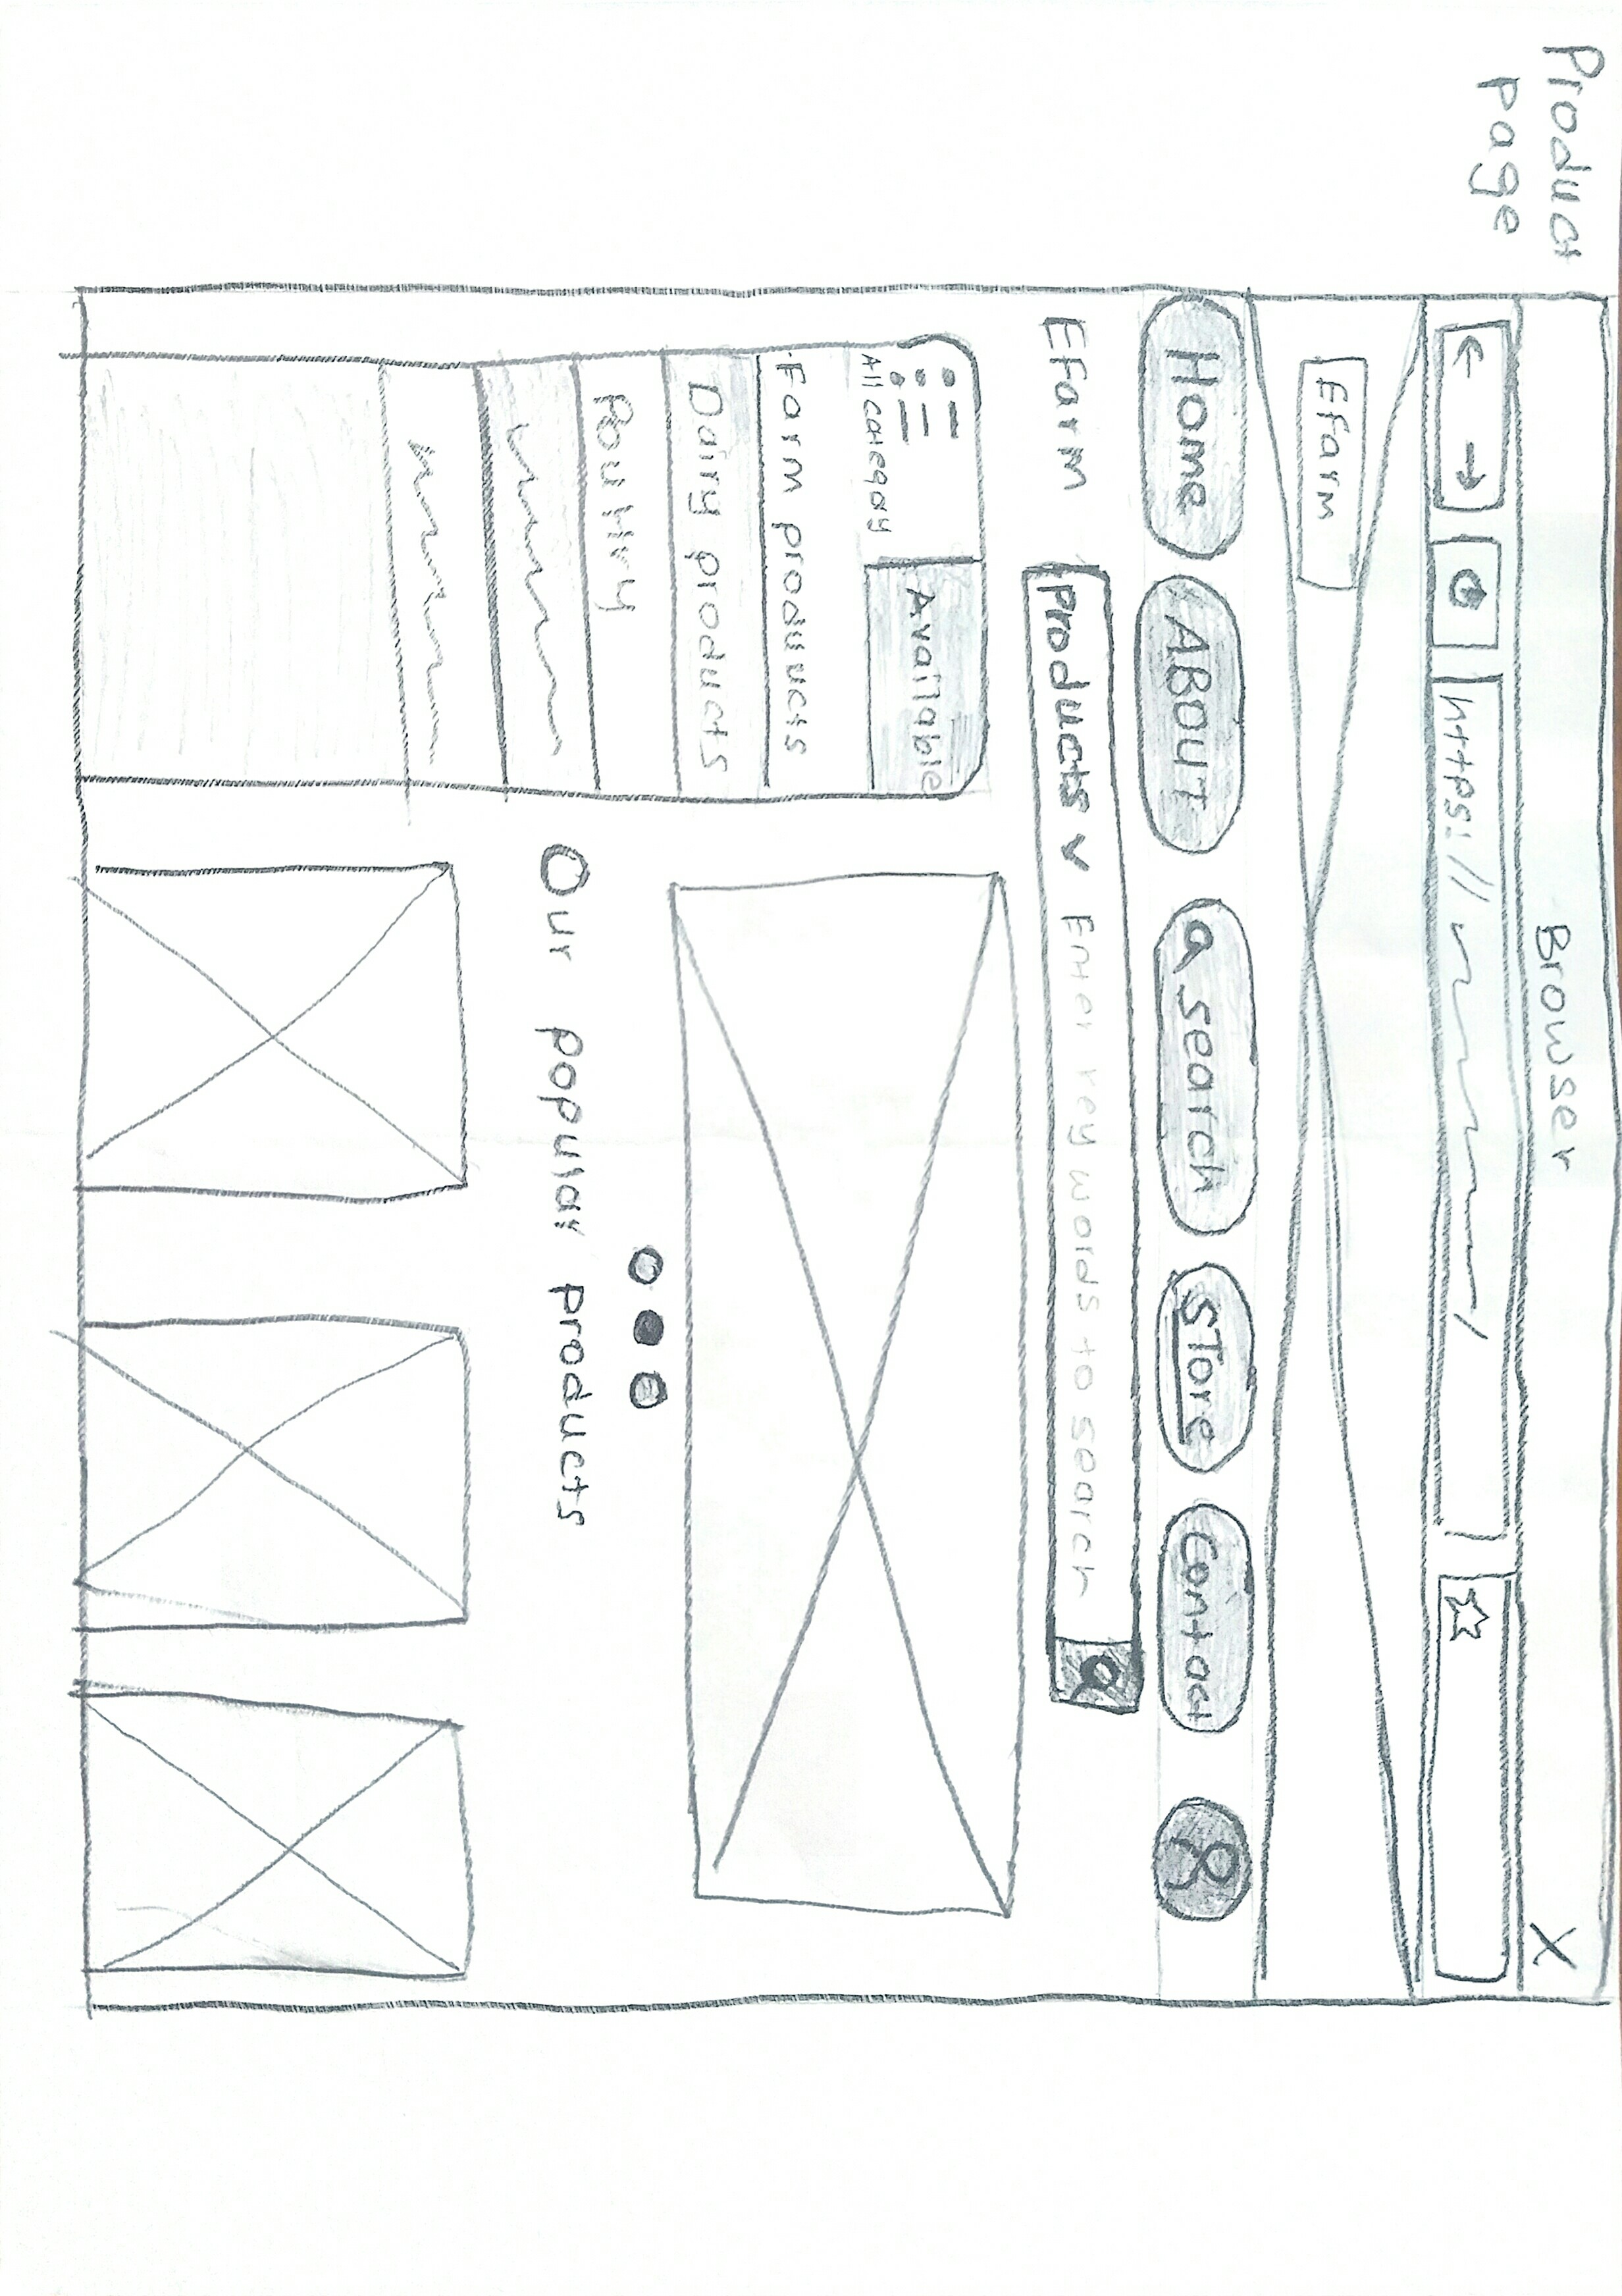 Product
page
Browser
X
https://
Efarm
Home
ABOUT
search
STore
Contact
Efarm
Products
Enter key words to search
All category
Available
Farm products
Dairy products
Poultry
Our popular products